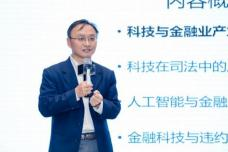 内容概
• 科技与金融业产
• 科技在司法中的
• 人工智能与金融
• 金融科技与违约